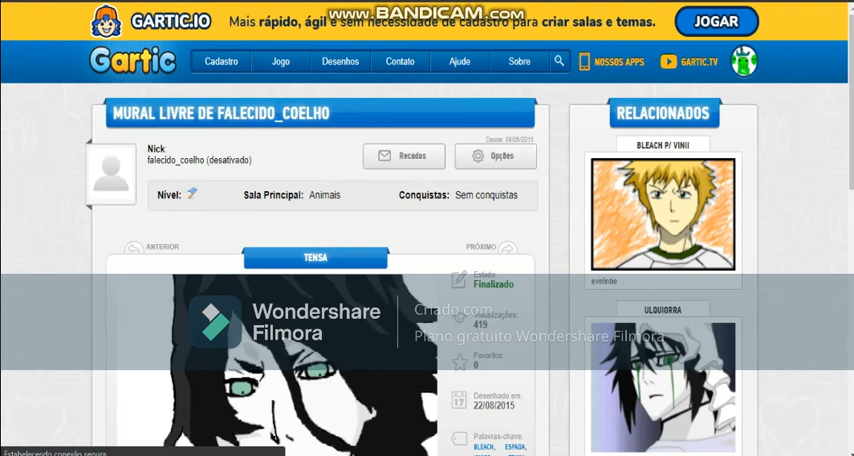 GARTIC.IO
Mais rápido, ágil e sem necessidade de cadastro para criar salas e temas.
JOGAR
www.BANDICAM.com
Gartic
Cadastro Jogo Desenhos Contato Ajude Sobre
NOSSOS APPS
GARTIC.TV
MURAL LIVRE DE FALECIDO_COELHO
Desde: 09/05/2015
Nick:
falecido_coelho (desativado)
Recados
Opções
Nível: Sala Principal: Animais Conquistas: Sem conquistas
ANTERIOR
PRÓXIMO
TENSA
Estado:
Finalizado
Wondershare
Filmora
Criado com
Plano gratuito Wondershare Filmora
Visualizações:
419
Favoritos:
0
Desenhado em:
22/08/2015
17
Palavras-chave:
BLEACH, ESPADA,
RELACIONADOS
BLEACH P/ VINII
evelinbe
ULQUIORRA
Estabelecendo conexão segura